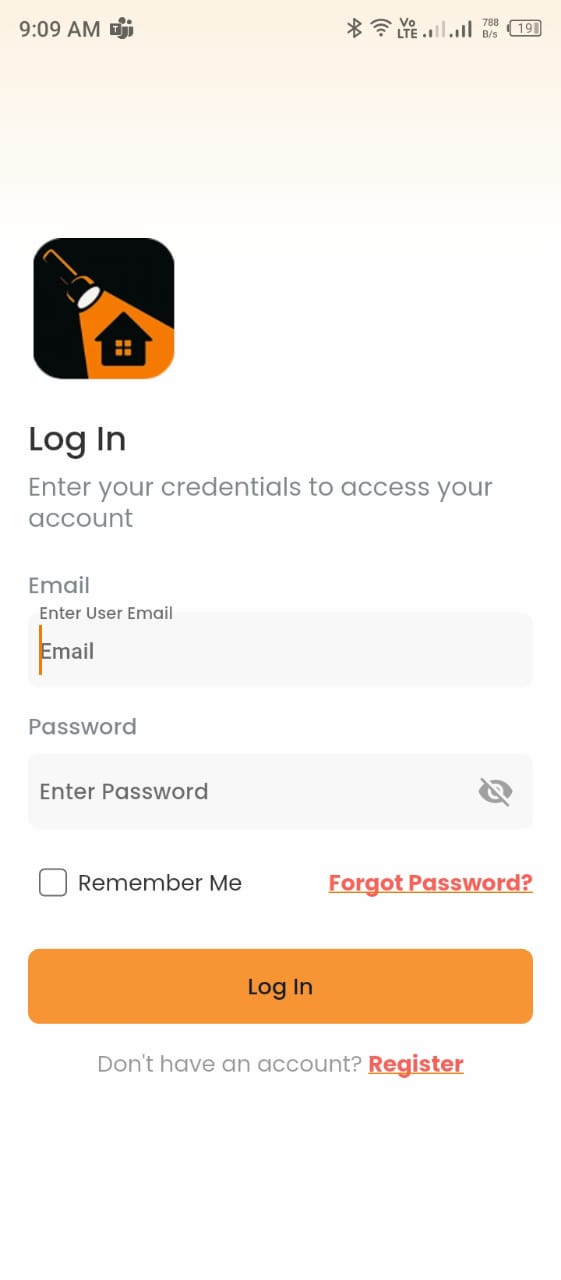 9:09 AM
Vo LTE 788 B/s 19
Log In
Enter your credentials to access your
account
Email
Enter User Email
Email
Password
Enter Password
Remember Me Forgot Password?
Log In
Don't have an account? Register